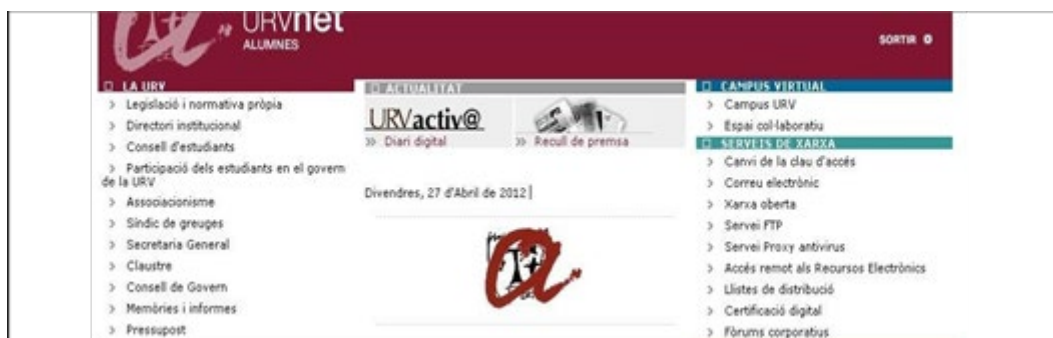 URVnet
ALUMNES
SORTIR
LA URV
Legislació i normativa pròpia
Directori institucional
Consell d'estudiants
Participació dels estudiants en el govern
de la URV
Associacionisme
Síndic de greuges
Secretaria General
Claustre
Consell de Govern
Memòries i informes
Pressupost
ACTUALITAT
URVactiv@
Diari digital
Recull de premsa
Divendres, 27 d'Abril de 2012
CAMPUS VIRTUAL
Campus URV
Espai col·laboratiu
SERVEIS DE XARXA
Canvi de la clau d'accés
Correu electrònic
Xarxa oberta
Servei FTP
Servei Proxy antivirus
Accés remot als Recursos Electrònics
Llistes de distribució
Certificació digital
Fòrums corporatius